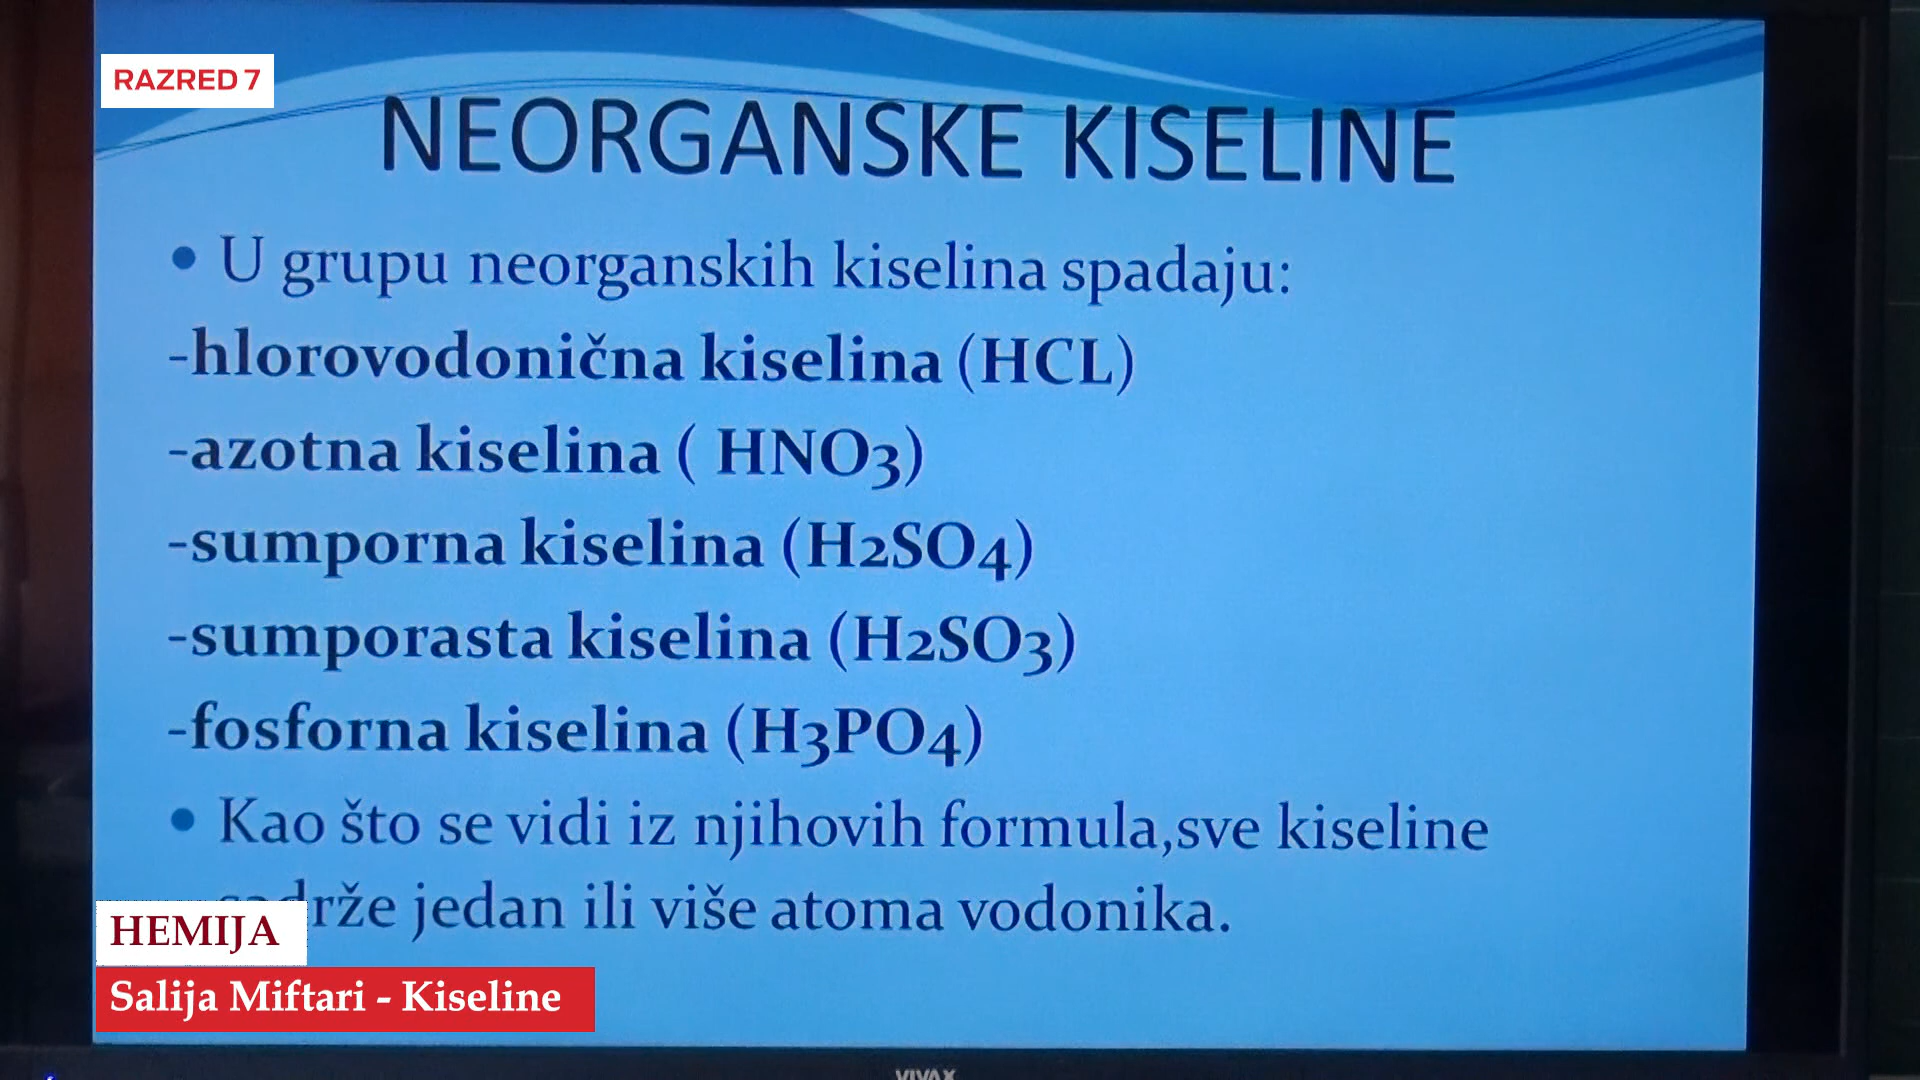 RAZRED 7
NEORGANSKE KISELINE
• U grupu neorganskih kiselina spadaju:
-hlorovodonična kiselina (HCL)
-azotna kiselina ( HNO3)
-sumporna kiselina (H2SO4)
-sumporasta kiselina (H2SO3)
-fosforna kiselina (H3PO4)
• Kao što se vidi iz njihovih formula,sve kiseline
sadrže jedan ili više atoma vodonika.
HEMIJA
Salija Miftari - Kiseline
VIVAX